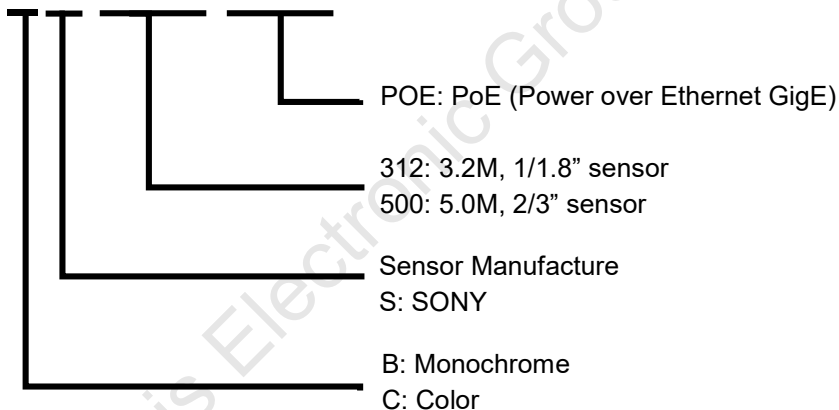 POE: PoE (Power over Ethernet GigE)
312: 3.2M, 1/1.8” sensor
500: 5.0M, 2/3” sensor
Sensor Manufacture
S: SONY
B: Monochrome
C: Color